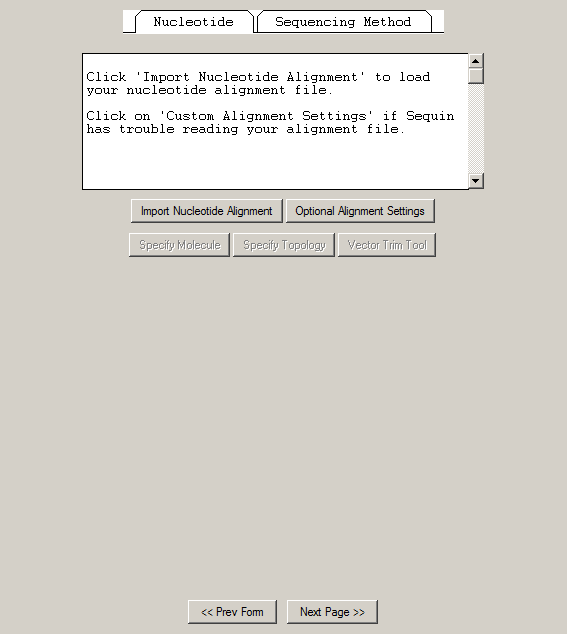 Nucleotide Sequencing Method
Click 'Import Nucleotide Alignment' to load
your nucleotide alignment file.
Click on 'Custom Alignment Settings' if Sequin
has trouble reading your alignment file.
Import Nucleotide Alignment Optional Alignment Settings
Specify Molecule Specify Topology Vector Trim Tool
<< Prev Form Next Page >>